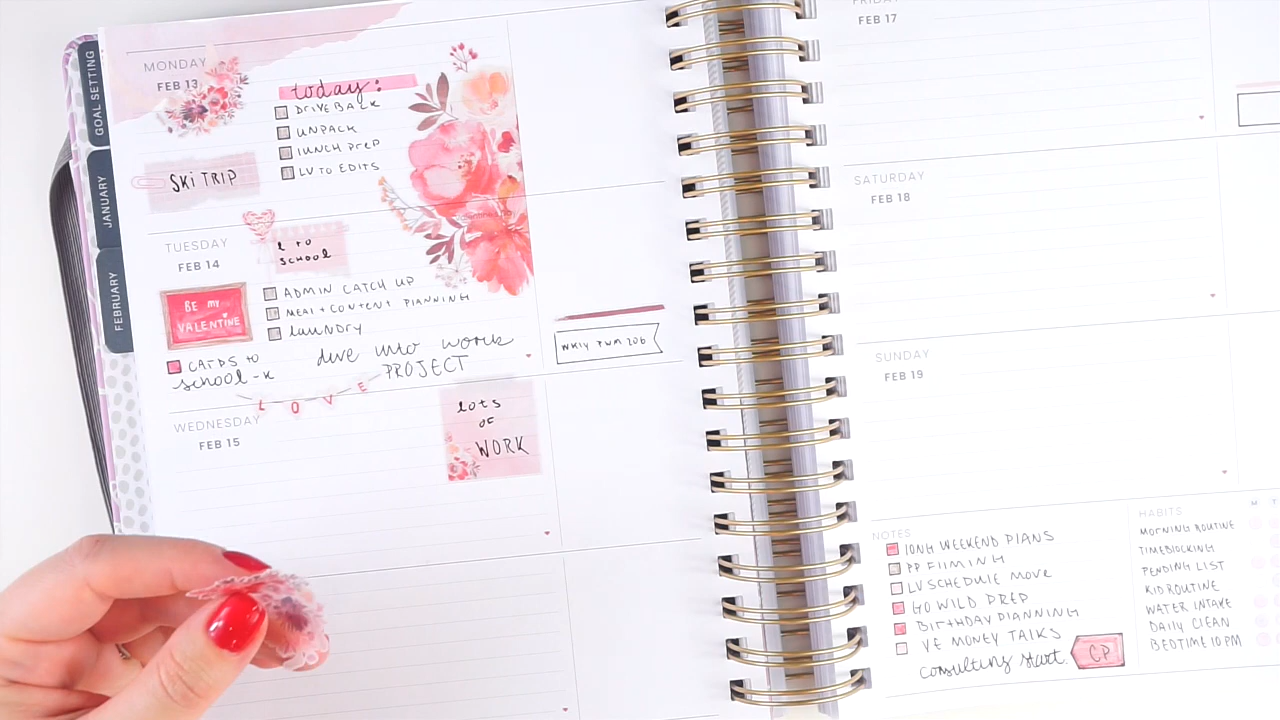 GOAL SETTING
JANUARY
FEBRUARY
MONDAY
FEB 13
today:
DRIVE BACK
UNPACK
LUNCH PREP
LV TO EDITS
SKI TRIP
TUESDAY
FEB 14
L TO
SCHOOL
BE MY
VALENTINE
ADMIN CATCH UP
MEAL + CONTENT PLANNING
laundry
CARDS to
school - K
dive into work
PROJECT
LOVE
WEDNESDAY
FEB 15
lots
OF
WORK
FRIDAY
FEB 17
SATURDAY
FEB 18
SUNDAY
FEB 19
NOTES
LONG WEEKEND PLANS
PP FILMING
LV SCHEDULE MOVE
GO WILD PREP
BIRTHDAY PLANNING
YE MONEY TALKS
consulting start.
CP
HABITS
M T
MORNING ROUTINE
TIMEBLOCKING
PENDING LIST
KID ROUTINE
WATER INTAKE
DAILY CLEAN
BEDTIME 10PM